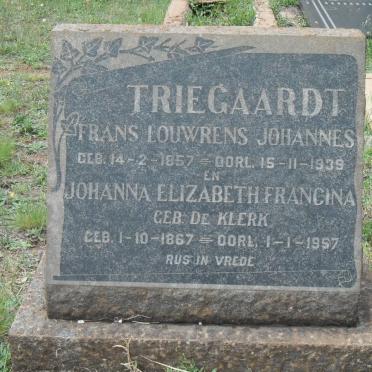 TRIEGAARDT
FRANS LOUWRENS JOHANNES
GEB. 14-2-1857 = OORL. 15-11-1939
EN
JOHANNA ELIZABETH FRANCINA
GEB. DE KLERK
GEB. 1-10-1867 = OORL. 1-1-1957
RUS IN VREDE